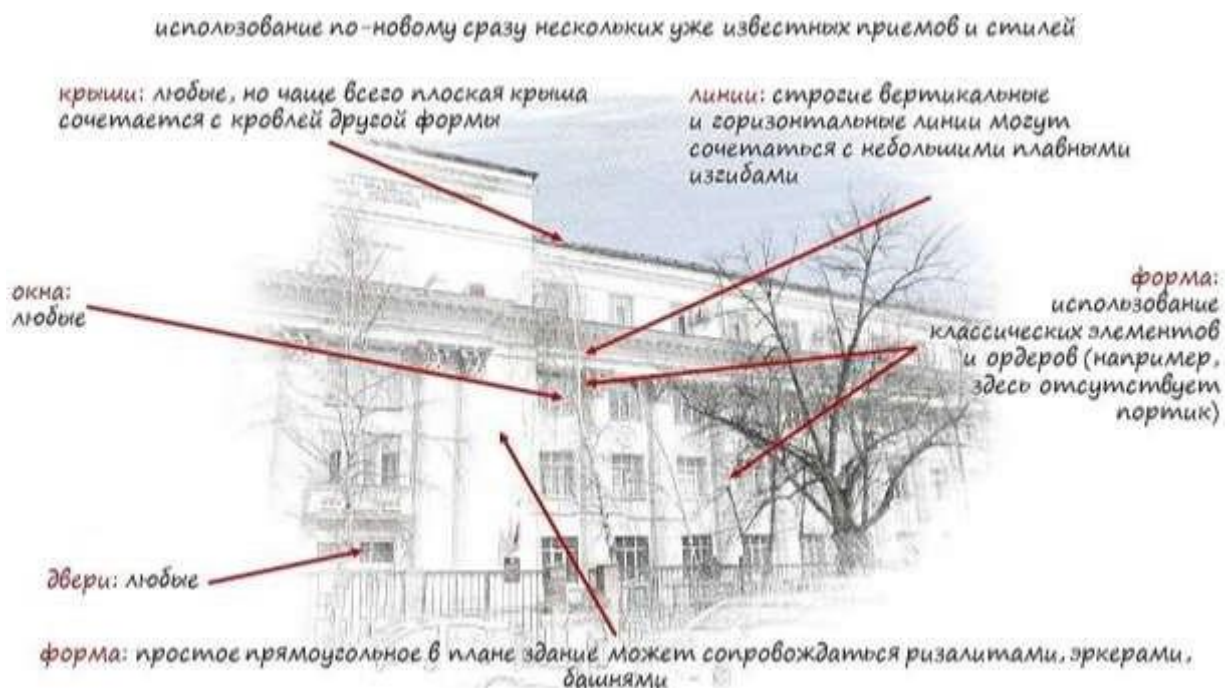 использование по-новому сразу нескольких уже известных приемов и стилей
крыши: любые, но чаще всего плоская крыша
сочетается с кровлей другой формы
линии: строгие вертикальные
и горизонтальные линии могут
сочетаться с небольшими плавными
изгибами
окна:
любые
форма:
использование
классических элементов
и ордеров (например,
здесь отсутствует
портик)
двери: любые
форма: простое прямоугольное в плане здание может сопровождаться ризалитами, эркерами,
башнями